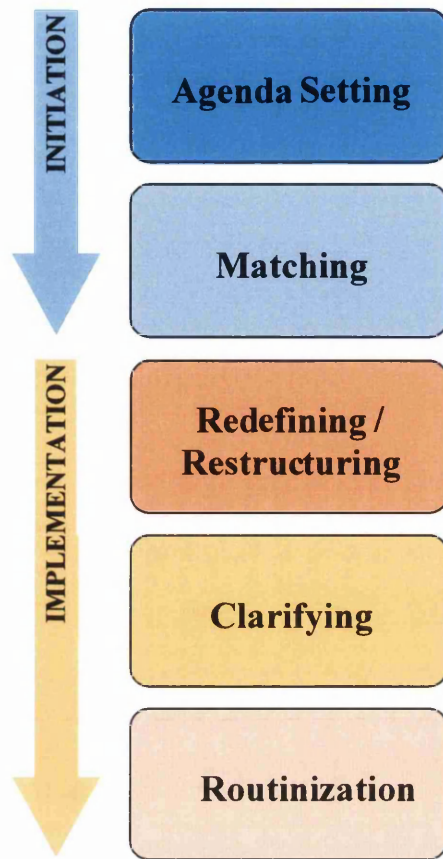 INITIATION
Agenda Setting
Matching
IMPLEMENTATION
Redefining /
Restructuring
Clarifying
Routinization